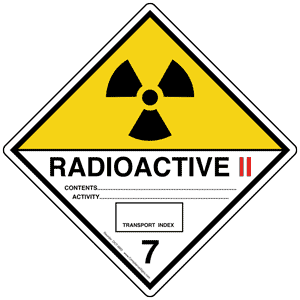 RADIOACTIVE II
CONTENTS........................................
ACTIVITY........................................
TRANSPORT INDEX
7